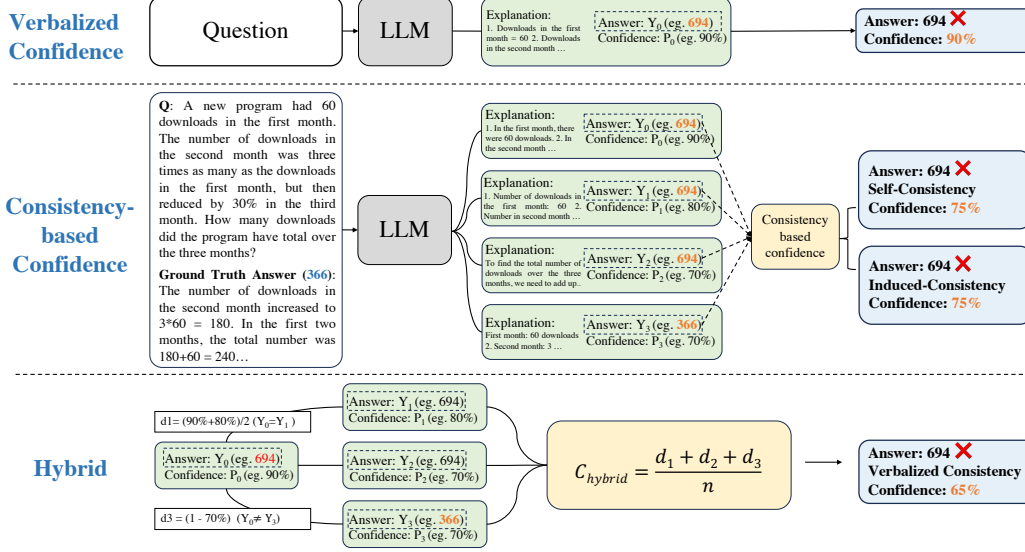 Verbalized
Confidence
Question
LLM
Explanation:
1. Downloads in the first
month = 60 2. Downloads
in the second month ...
Answer: Y0 (eg. 694)
Confidence: P0 (eg. 90%)
Answer: 694
Confidence: 90%
Consistency-
based
Confidence
Q: A new program had 60
downloads in the first month.
The number of downloads in
the second month was three
times as many as the downloads
in the first month, but then
reduced by 30% in the third
month. How many downloads
did the program have total over
the three months?
Ground Truth Answer (366):
The number of downloads in
the second month increased to
3*60 = 180. In the first two
months, the total number was
180+60 = 240…
LLM
Explanation:
1. In the first month, there
were 60 downloads. 2. In
the second month ...
Answer: Y0 (eg. 694)
Confidence: P0 (eg. 90%)
Explanation:
1. Number of downloads in
the first month: 60 2.
Number in second month ...
Answer: Y1 (eg. 694)
Confidence: P1 (eg. 80%)
Explanation:
To find the total number of
downloads over the three
months, we need to add up..
Answer: Y2 (eg. 694)
Confidence: P2 (eg. 70%)
Explanation:
First month: 60 downloads
2. Second month: 3 ...
Answer: Y3 (eg. 366)
Confidence: P3 (eg. 70%)
Consistency
based
confidence
Answer: 694
Self-Consistency
Confidence: 75%
Answer: 694
Induced-Consistency
Confidence: 75%
Hybrid
d1= (90%+80%)/2 (Y0=Y1 )
Answer: Y0 (eg. 694)
Confidence: P0 (eg. 90%)
d3 = (1 - 70%) (Y0≠ Y3)
Answer: Y1 (eg. 694)
Confidence: P1 (eg. 80%)
Answer: Y2 (eg. 694)
Confidence: P2 (eg. 70%)
Answer: Y3 (eg. 366)
Confidence: P3 (eg. 70%)
C_hybrid = (d1 + d2 + d3) / n
Answer: 694
Verbalized Consistency
Confidence: 65%